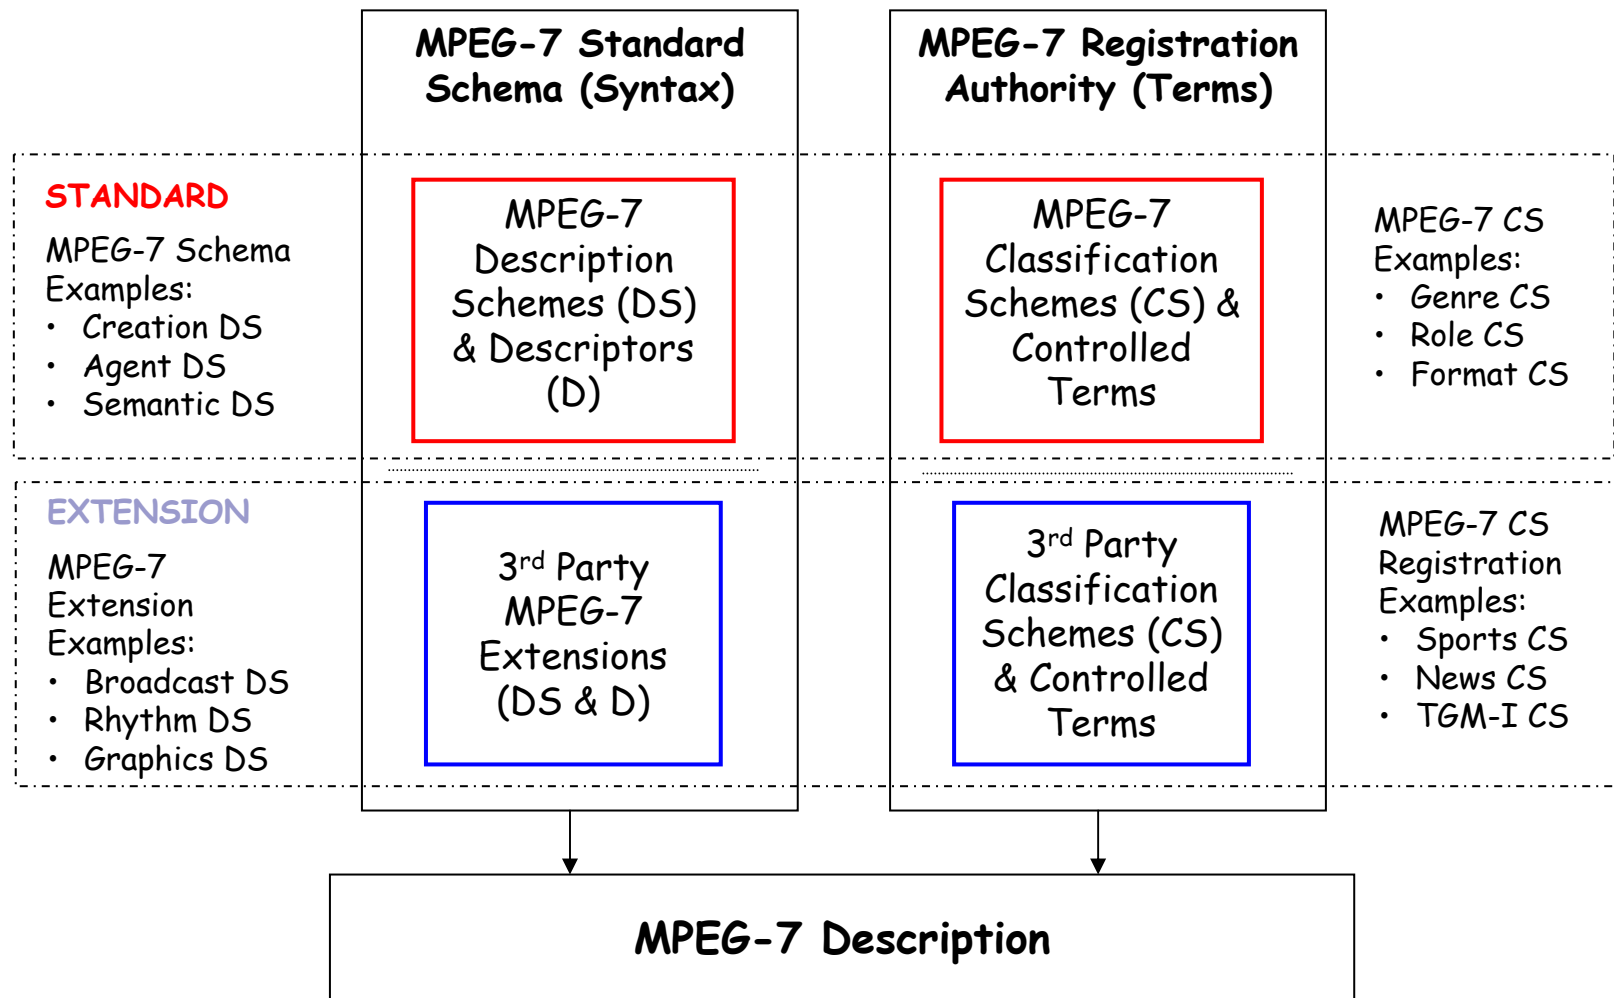 MPEG-7 Standard
Schema (Syntax)
MPEG-7 Registration
Authority (Terms)
STANDARD
MPEG-7 Schema
Examples:
• Creation DS
• Agent DS
• Semantic DS
MPEG-7
Description
Schemes (DS)
& Descriptors
(D)
MPEG-7
Classification
Schemes (CS) &
Controlled
Terms
MPEG-7 CS
Examples:
• Genre CS
• Role CS
• Format CS
EXTENSION
MPEG-7
Extension
Examples:
• Broadcast DS
• Rhythm DS
• Graphics DS
3rd Party
MPEG-7
Extensions
(DS & D)
3rd Party
Classification
Schemes (CS)
& Controlled
Terms
MPEG-7 CS
Registration
Examples:
• Sports CS
• News CS
• TGM-I CS
MPEG-7 Description